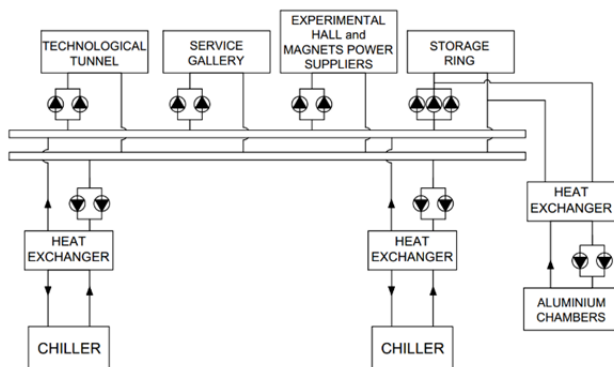 TECHNOLOGICAL
TUNNEL
SERVICE
GALLERY
EXPERIMENTAL
HALL and
MAGNETS POWER
SUPPLIERS
STORAGE
RING
HEAT
EXCHANGER
HEAT
EXCHANGER
HEAT
EXCHANGER
ALUMINIUM
CHAMBERS
CHILLER
CHILLER